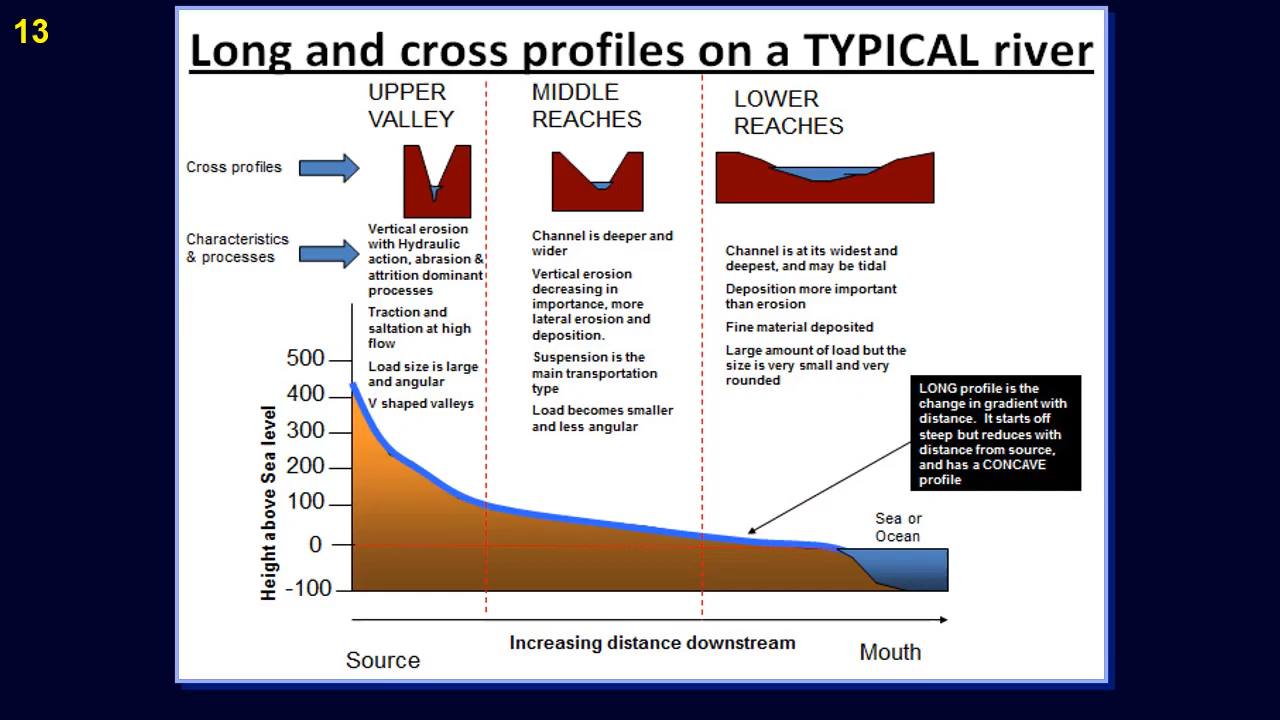 13
Long and cross profiles on a TYPICAL river
UPPER
VALLEY
MIDDLE
REACHES
LOWER
REACHES
Cross profiles
Characteristics
& processes
Vertical erosion
with Hydraulic
action, abrasion &
attrition dominant
processes
Traction and
saltation at high
flow
Load size is large
and angular
V shaped valleys
Channel is deeper and
wider
Vertical erosion
decreasing in
importance, more
lateral erosion and
deposition.
Suspension is the
main transportation
type
Load becomes smaller
and less angular
Channel is at its widest and
deepest, and may be tidal
Deposition more important
than erosion
Fine material deposited
Large amount of load but the
size is very small and very
rounded
LONG profile is the
change in gradient with
distance. It starts off
steep but reduces with
distance from source,
and has a CONCAVE
profile
Height above Sea level
500
400
300
200
100
0
-100
Sea or
Ocean
Increasing distance downstream
Source
Mouth